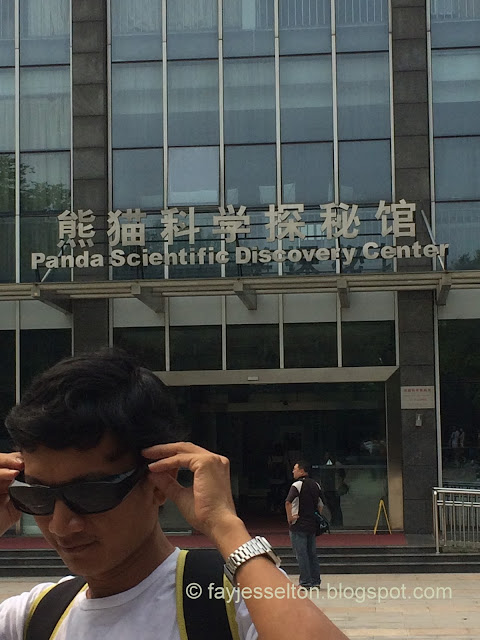 熊猫科学探秘馆
Panda Scientific Discovery Center
© fayjesselton.blogspot.com